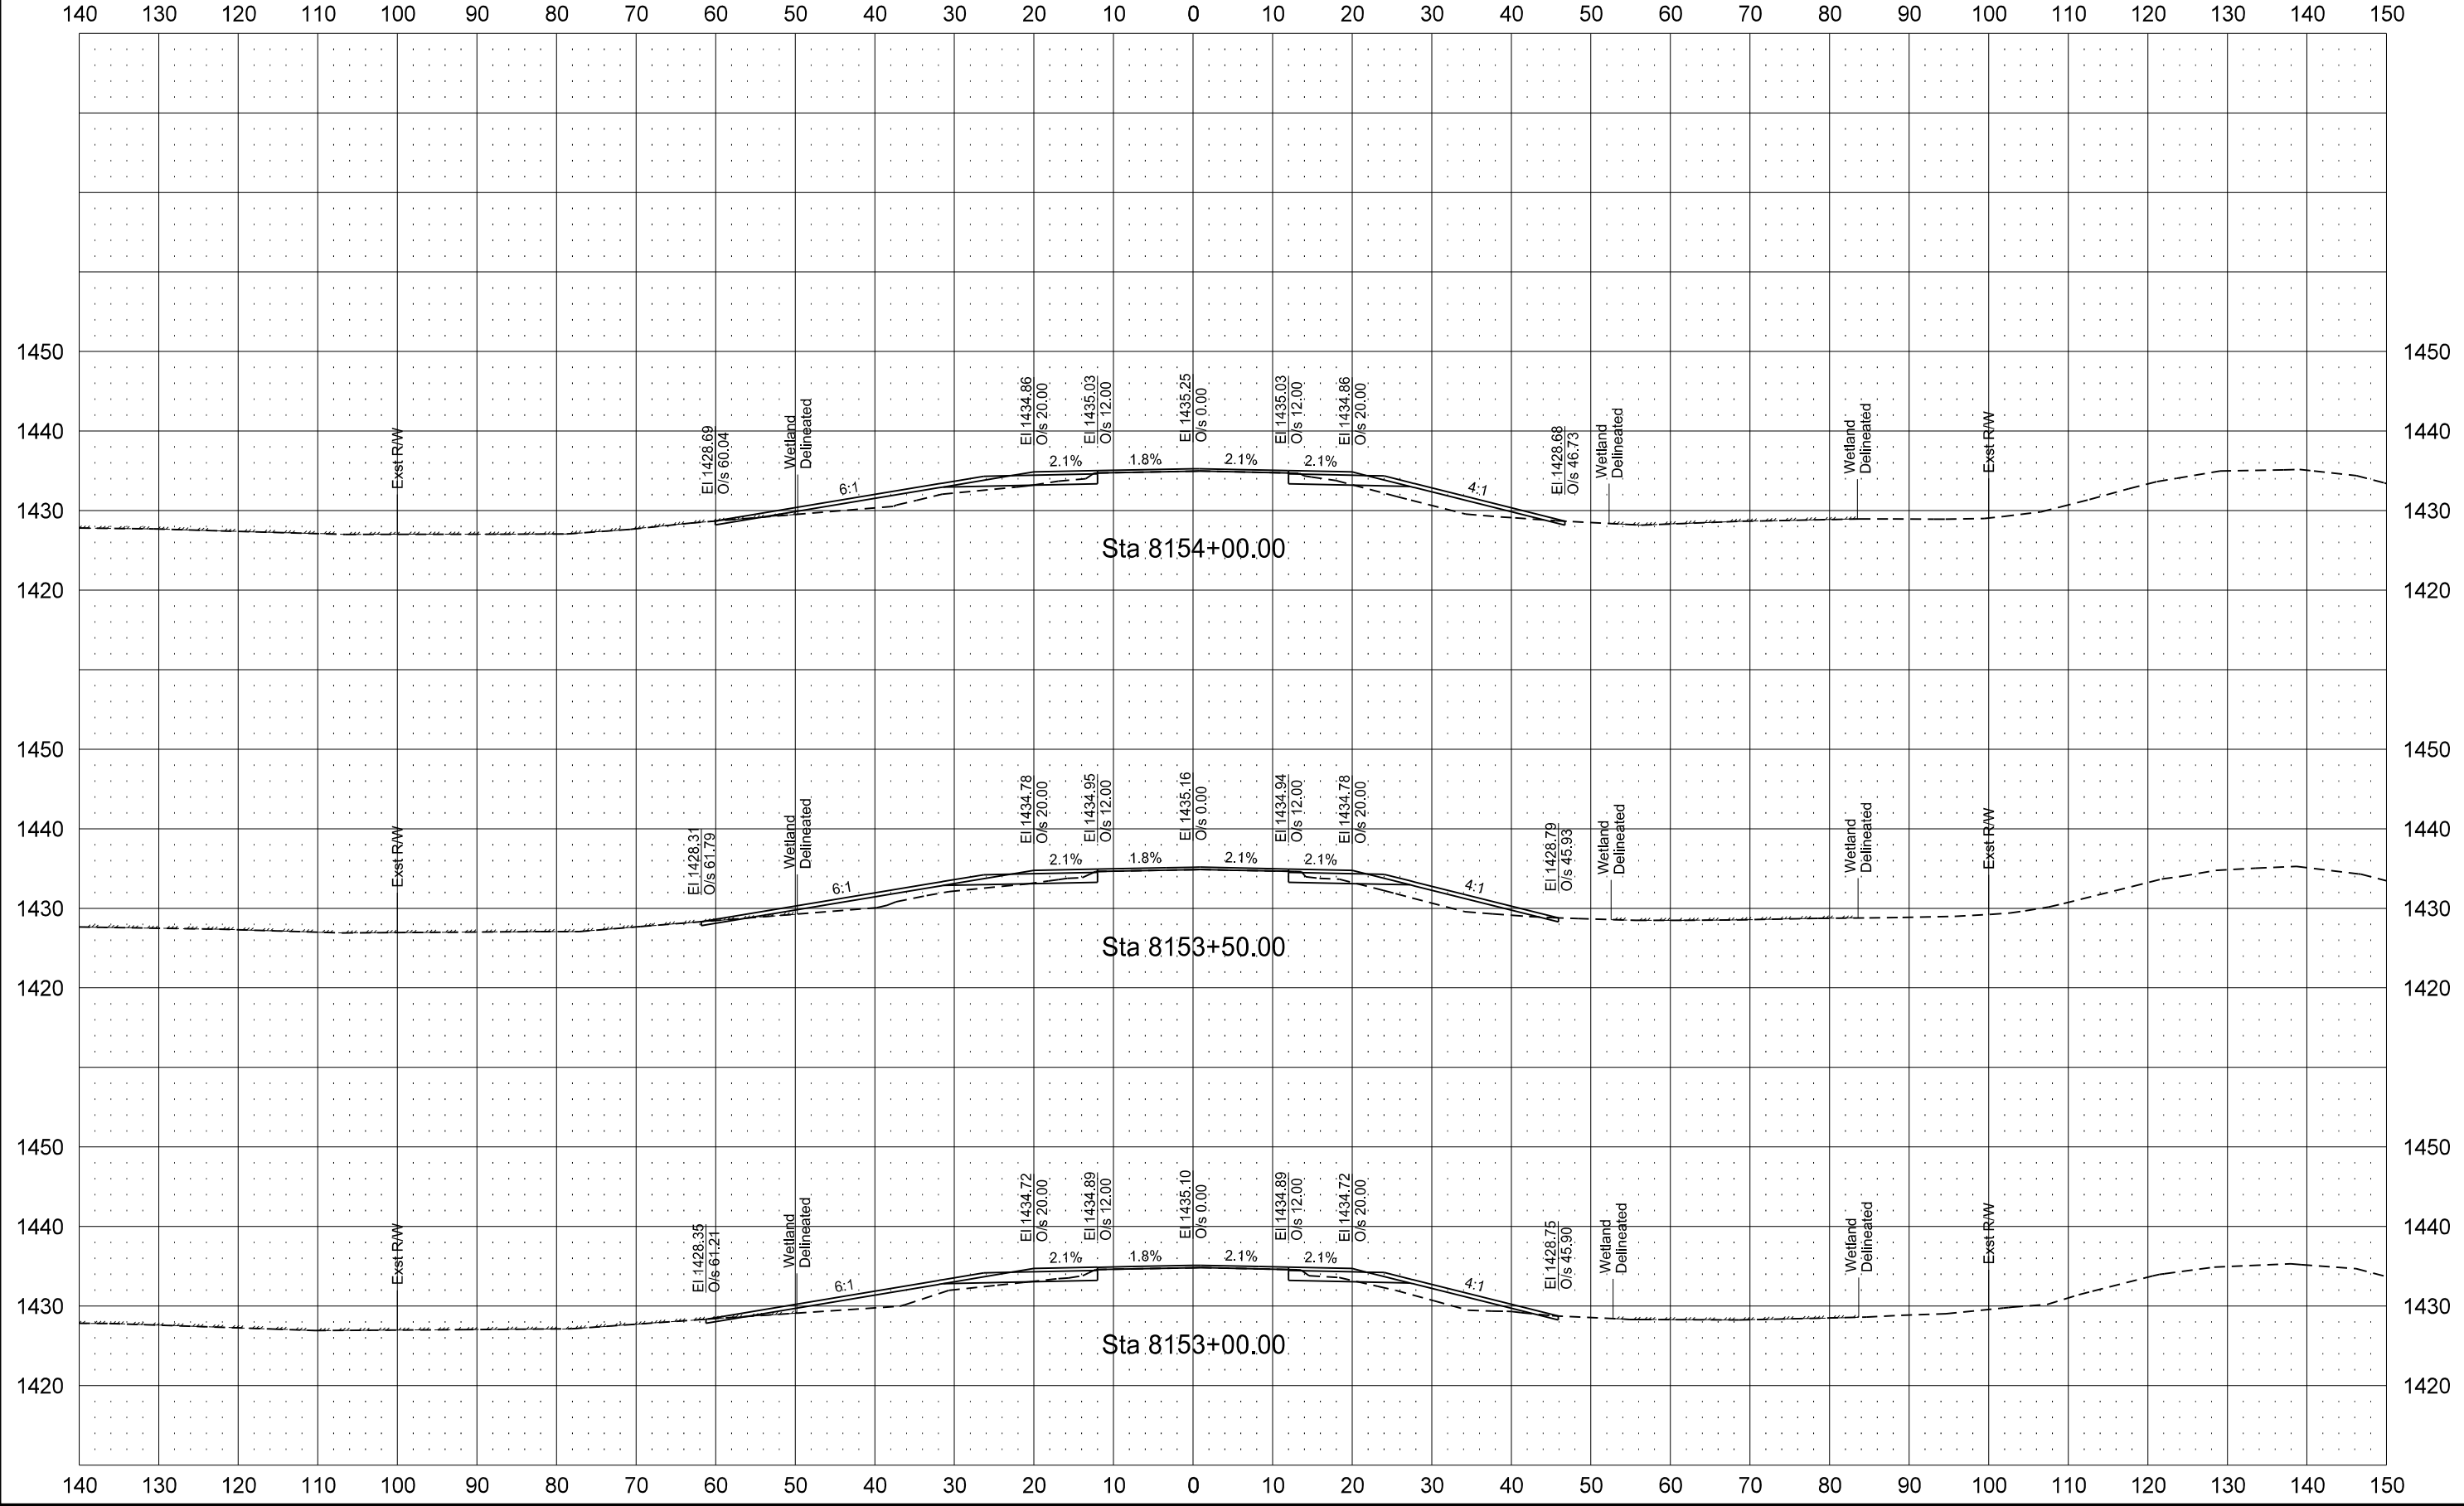 140 130 120 110 100 90 80 70 60 50 40 30 20 10 0 10 20 30 40 50 60 70 80 90 100 110 120 130 140 150
1450 1450
1440 1440
1430 1430
1420 1420
Exst R/W
El 1428.69
O/s 60.04
Wetland
Delineated
6:1
El 1434.86
O/s 20.00
2.1%
El 1435.03
O/s 12.00
1.8%
El 1435.25
O/s 0.00
2.1%
El 1435.03
O/s 12.00
2.1%
El 1434.86
O/s 20.00
4:1
El 1428.68
O/s 46.73
Wetland
Delineated
Wetland
Delineated
Exst R/W
Sta 8154+00.00
1450 1450
1440 1440
1430 1430
1420 1420
Exst R/W
El 1428.31
O/s 61.79
Wetland
Delineated
6:1
El 1434.78
O/s 20.00
2.1%
El 1434.95
O/s 12.00
1.8%
El 1435.16
O/s 0.00
2.1%
El 1434.94
O/s 12.00
2.1%
El 1434.78
O/s 20.00
4:1
El 1428.79
O/s 45.93
Wetland
Delineated
Wetland
Delineated
Exst R/W
Sta 8153+50.00
1450 1450
1440 1440
1430 1430
1420 1420
Exst R/W
El 1428.35
O/s 61.21
Wetland
Delineated
6:1
El 1434.72
O/s 20.00
2.1%
El 1434.89
O/s 12.00
1.8%
El 1435.10
O/s 0.00
2.1%
El 1434.89
O/s 12.00
2.1%
El 1434.72
O/s 20.00
4:1
El 1428.75
O/s 45.90
Wetland
Delineated
Wetland
Delineated
Exst R/W
Sta 8153+00.00
140 130 120 110 100 90 80 70 60 50 40 30 20 10 0 10 20 30 40 50 60 70 80 90 100 110 120 130 140 150